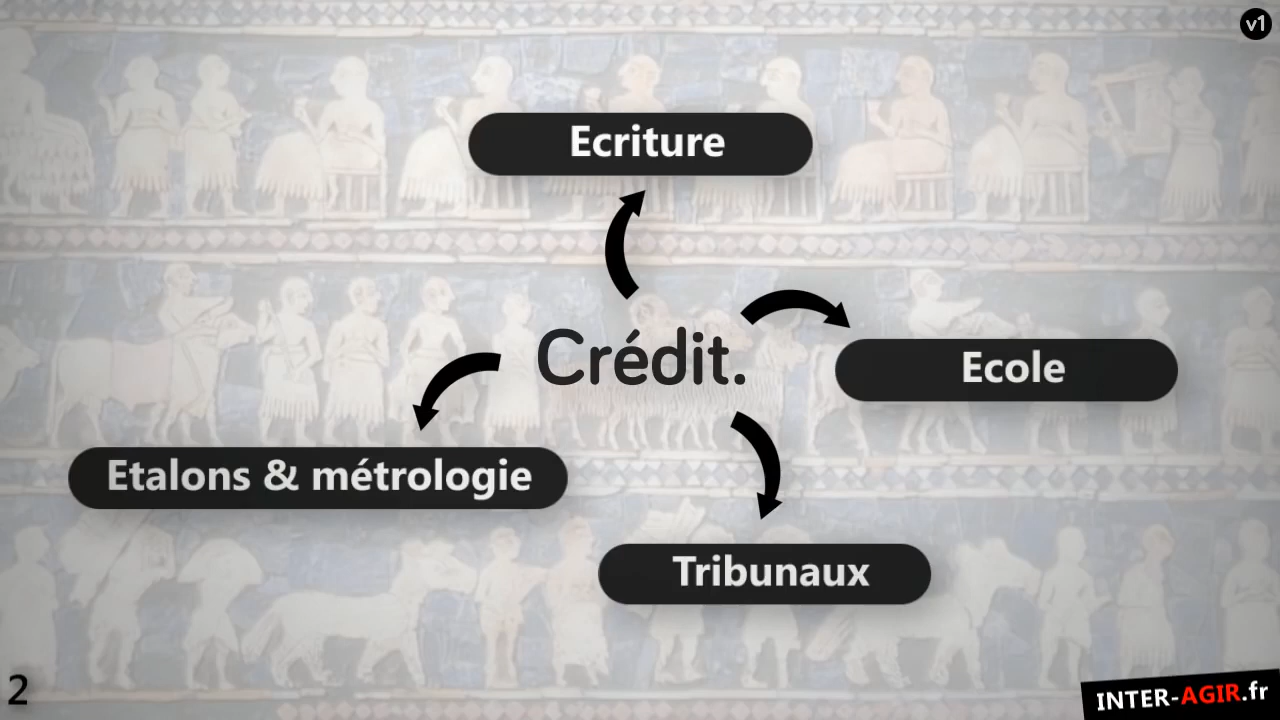 v1
Ecriture
Crédit.
Ecole
Etalons & métrologie
Tribunaux
2
INTER-AGIR.fr